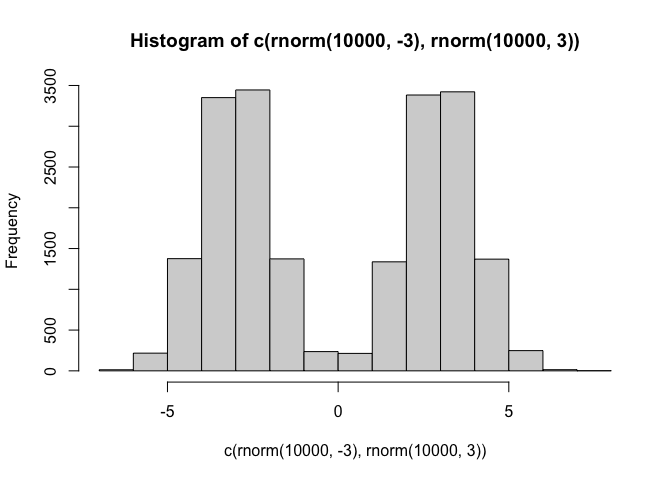 Histogram of c(rnorm(10000, -3), rnorm(10000, 3))
Frequency
3500
2500
1500
500
0
-5 0 5
c(rnorm(10000, -3), rnorm(10000, 3))